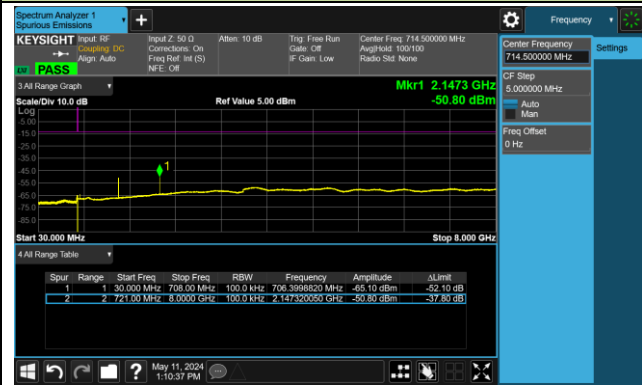 Spectrum Analyzer 1
Spurious Emissions
Frequency
KEYSIGHT
Input: RF
Coupling: DC
Align: Auto
Input Z: 50 Ω
Corrections: On
Freq Ref: Int (S)
NFE: Off
Atten: 10 dB
Trig: Free Run
Gate: Off
IF Gain: Low
Center Freq: 714.500000 MHz
Avg|Hold: 100/100
Radio Std: None
PASS
Center Frequency
714.500000 MHz
Settings
CF Step
5.000000 MHz
Auto
Man
Freq Offset
0 Hz
3 All Range Graph
Mkr1 2.1473 GHz
Scale/Div 10.0 dB
Ref Value 5.00 dBm
-50.80 dBm
Log
-5.00
-15.0
-25.0
-35.0
-45.0
-55.0
-65.0
-75.0
-85.0
1
Start 30.000 MHz
Stop 8.000 GHz
4 All Range Table
Spur Range Start Freq Stop Freq RBW Frequency Amplitude ΔLimit
1 1 30.000 MHz 708.00 MHz 100.0 kHz 706.3998820 MHz -65.10 dBm -52.10 dB
2 2 721.00 MHz 8.0000 GHz 100.0 kHz 2.147320050 GHz -50.80 dBm -37.80 dB
?
May 11, 2024
1:10:37 PM